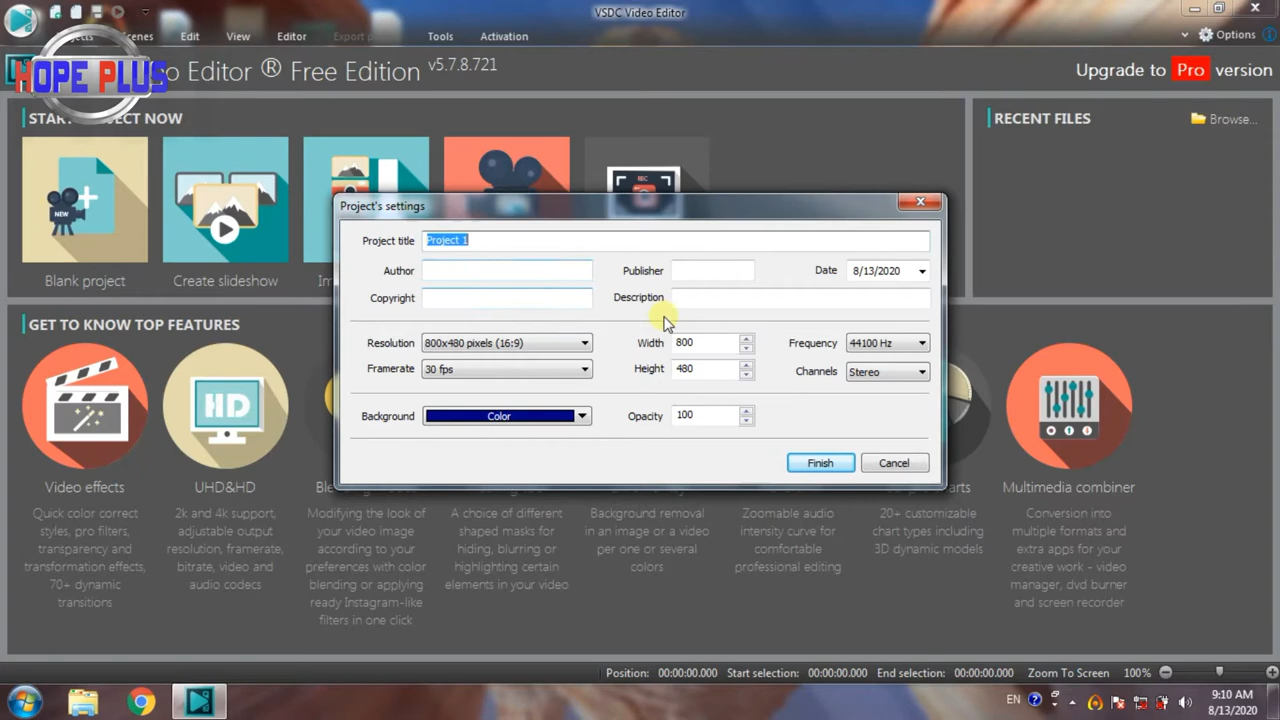 VSDC Video Editor
Scenes Edit View Editor Export Tools Activation Options
HOPE PLUS
Editor ® Free Edition v5.7.8.721
Upgrade to Pro version
START PROJECT NOW
RECENT FILES
Browse...
NEW
REC
Blank project
Create slideshow
Project's settings
Project title Project 1
Author Publisher Date 8/13/2020
Copyright Description
Resolution 800x480 pixels (16:9) Width 800 Frequency 44100 Hz
Framerate 30 fps Height 480 Channels Stereo
Background Color Opacity 100
Finish Cancel
GET TO KNOW TOP FEATURES
HD
Video effects
Quick color correct
styles, pro filters,
transparency and
transformation effects,
70+ dynamic
transitions
UHD&HD
2k and 4k support,
adjustable output
resolution, framerate,
bitrate, video and
audio codecs
Modifying the look of
your video image
according to your
preferences with color
blending or applying
ready Instagram-like
filters in one click
A choice of different
shaped masks for
hiding, blurring or
highlighting certain
elements in your video
Background removal
in an image or a video
per one or several
colors
Zoomable audio
intensity curve for
comfortable
professional editing
20+ customizable
chart types including
3D dynamic models
Multimedia combiner
Conversion into
multiple formats and
extra apps for your
creative work - video
manager, dvd burner
and screen recorder
Position: 00:00:00.000 Start selection: 00:00:00.000 End selection: 00:00:00.000 Zoom To Screen 100%
EN
9:10 AM
8/13/2020